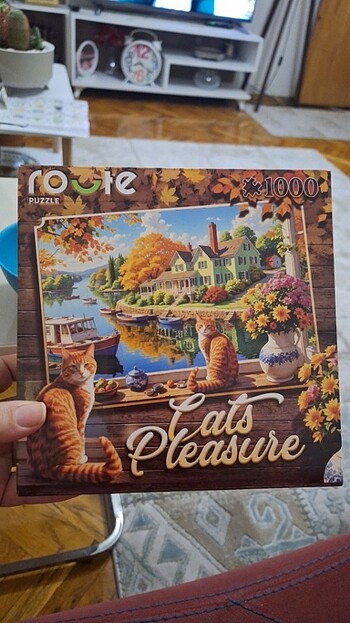 route
PUZZLE
1000
Cats
Pleasure